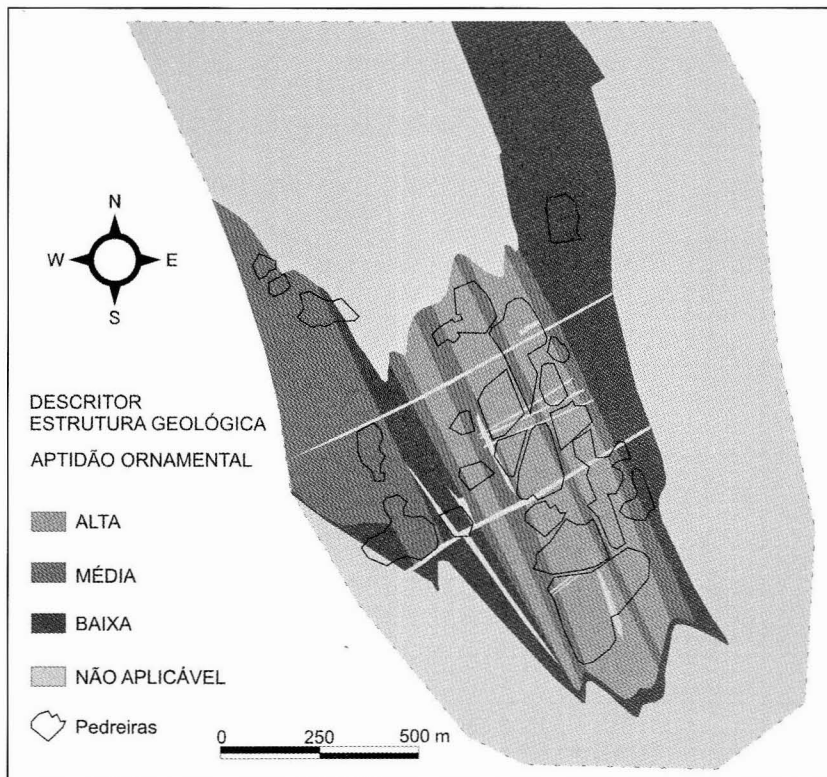 N
W E
S
DESCRITOR
ESTRUTURA GEOLÓGICA
APTIDÃO ORNAMENTAL
ALTA
MÉDIA
BAIXA
NÃO APLICÁVEL
Pedreiras
0 250 500 m